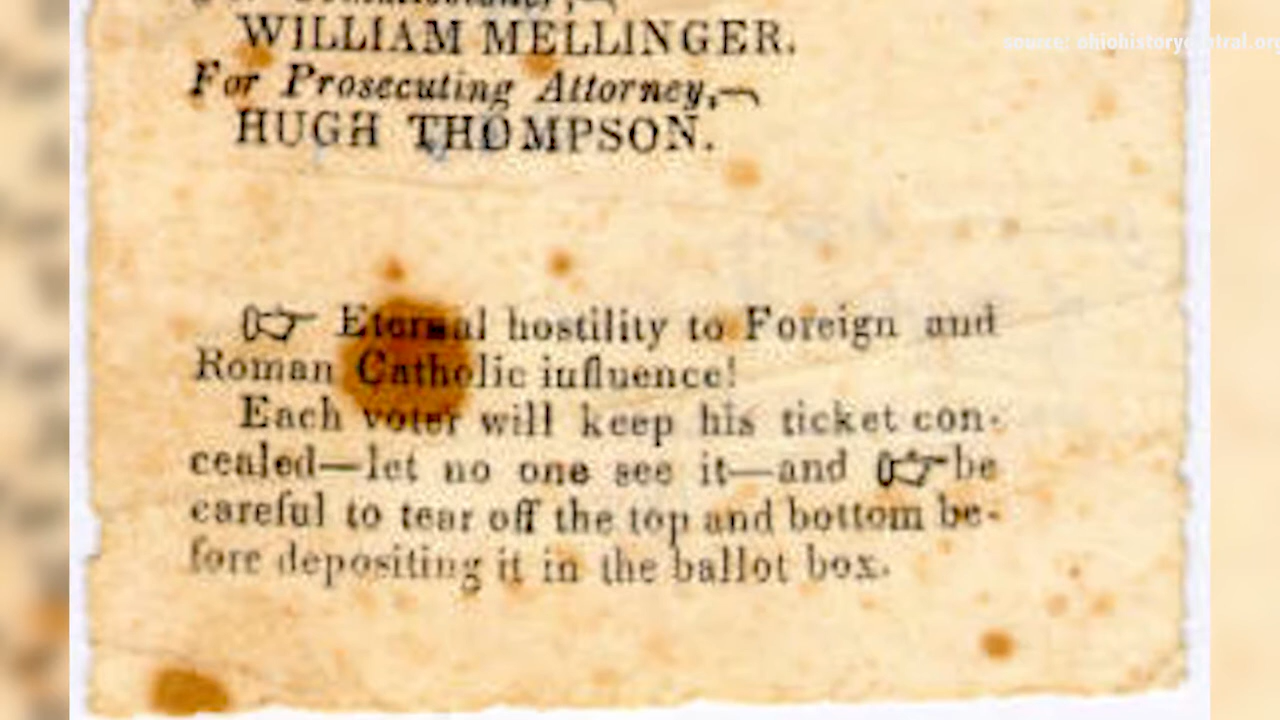 WILLIAM MELLINGER.
source: ohiohistorycentral.org
For Prosecuting Attorney,
HUGH THOMPSON.
☞ Eternal hostility to Foreign and
Roman Catholic influence!
Each voter will keep his ticket con-
cealed—let no one see it—and ☞ be
careful to tear off the top and bottom be-
fore depositing it in the ballot box.